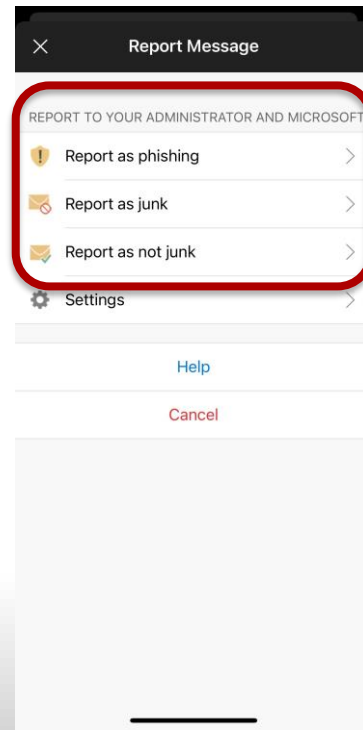 Report Message
REPORT TO YOUR ADMINISTRATOR AND MICROSOFT
Report as phishing
Report as junk
Report as not junk
Settings
Help
Cancel